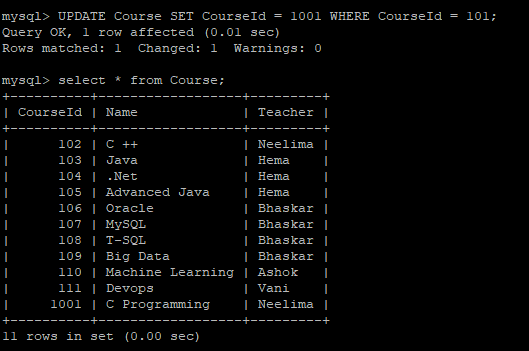 mysql> UPDATE Course SET CourseId = 1001 WHERE CourseId = 101;
Query OK, 1 row affected (0.01 sec)
Rows matched: 1  Changed: 1  Warnings: 0

mysql> select * from Course;
+----------+------------------+---------+
| CourseId | Name             | Teacher |
+----------+------------------+---------+
|      102 | C ++             | Neelima |
|      103 | Java             | Hema    |
|      104 | .Net             | Hema    |
|      105 | Advanced Java    | Hema    |
|      106 | Oracle           | Bhaskar |
|      107 | MySQL            | Bhaskar |
|      108 | T-SQL            | Bhaskar |
|      109 | Big Data         | Bhaskar |
|      110 | Machine Learning | Ashok   |
|      111 | Devops           | Vani    |
|     1001 | C Programming    | Neelima |
+----------+------------------+---------+
11 rows in set (0.00 sec)